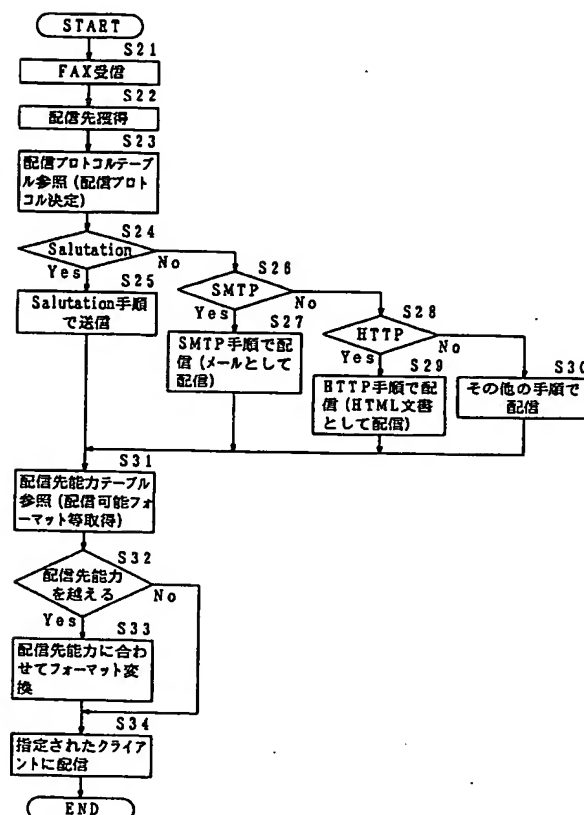 START
S21
FAX受信
S22
配信先獲得
S23
配信プロトコルテーブ
ル参照(配信プロト
コル決定)
S24
Salutation
Yes
No
S25
Salutation手順
で送信
S26
SMTP
Yes
No
S27
SMTP手順で配
信(メールとして
配信)
S28
HTTP
Yes
No
S29
HTTP手順で配
信(HTML文書
として配信)
S30
その他の手順で
配信
S31
配信先能力テーブル
参照(配信可能フォ
ーマット等取得)
S32
配信先能力
を越える
Yes
No
S33
配信先能力に合わ
せてフォーマット変
換
S34
指定されたクライア
ントに配信
END